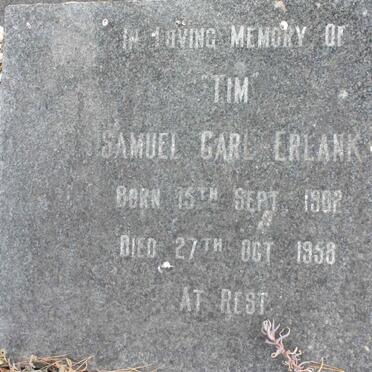 IN LOVING MEMORY OF
"TIM"
SAMUEL CARL ERLANK
BORN 15TH SEPT 1902
DIED 27TH OCT 1958
AT REST